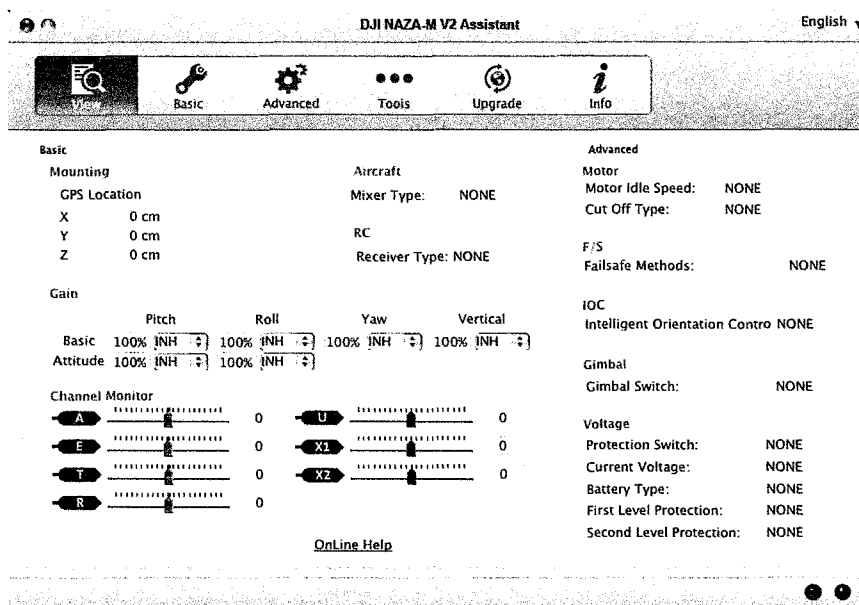 DJI NAZA-M V2 Assistant
English
View
Basic
Advanced
Tools
Upgrade
Info
Basic
Mounting
GPS Location
X 0 cm
Y 0 cm
Z 0 cm
Aircraft
Mixer Type: NONE
RC
Receiver Type: NONE
Gain
Pitch Roll Yaw Vertical
Basic 100% INH 100% INH 100% INH 100% INH
Attitude 100% INH 100% INH
Channel Monitor
A 0
E 0
T 0
R 0
U 0
X1 0
X2 0
OnLine Help
Advanced
Motor
Motor Idle Speed: NONE
Cut Off Type: NONE
F/S
Failsafe Methods: NONE
IOC
Intelligent Orientation Contro NONE
Gimbal
Gimbal Switch: NONE
Voltage
Protection Switch: NONE
Current Voltage: NONE
Battery Type: NONE
First Level Protection: NONE
Second Level Protection: NONE